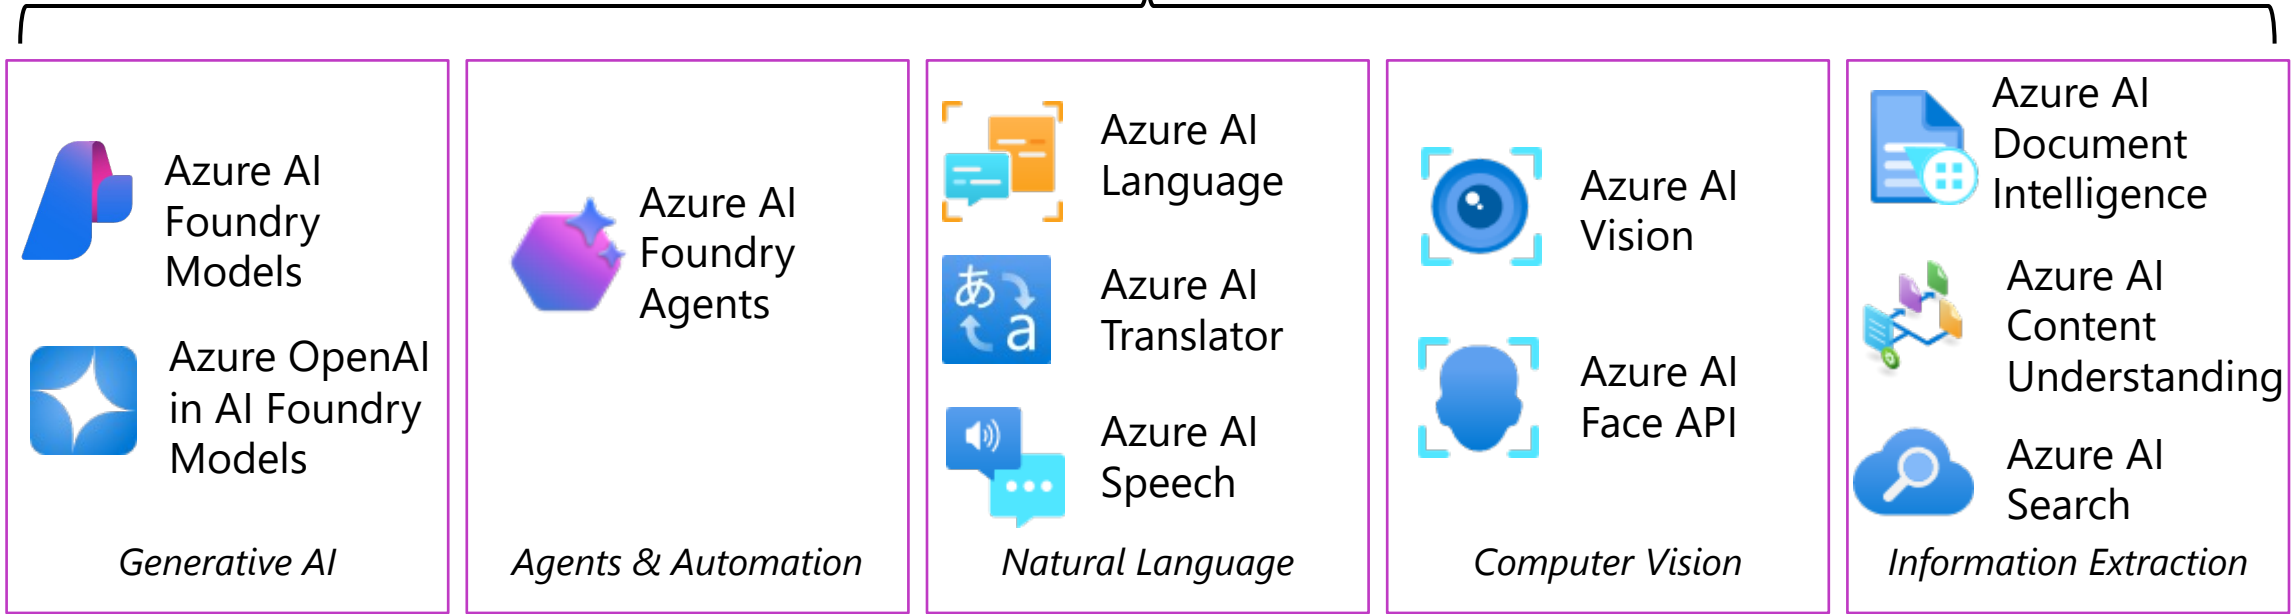 Azure AI
Foundry
Models
Azure OpenAI
in AI Foundry
Models
Generative AI
Azure AI
Foundry
Agents
Agents & Automation
Azure AI
Language
あ
a
Azure AI
Translator
Azure AI
Speech
Natural Language
Azure AI
Vision
Azure AI
Face API
Computer Vision
Azure AI
Document
Intelligence
Azure AI
Content
Understanding
Azure AI
Search
Information Extraction